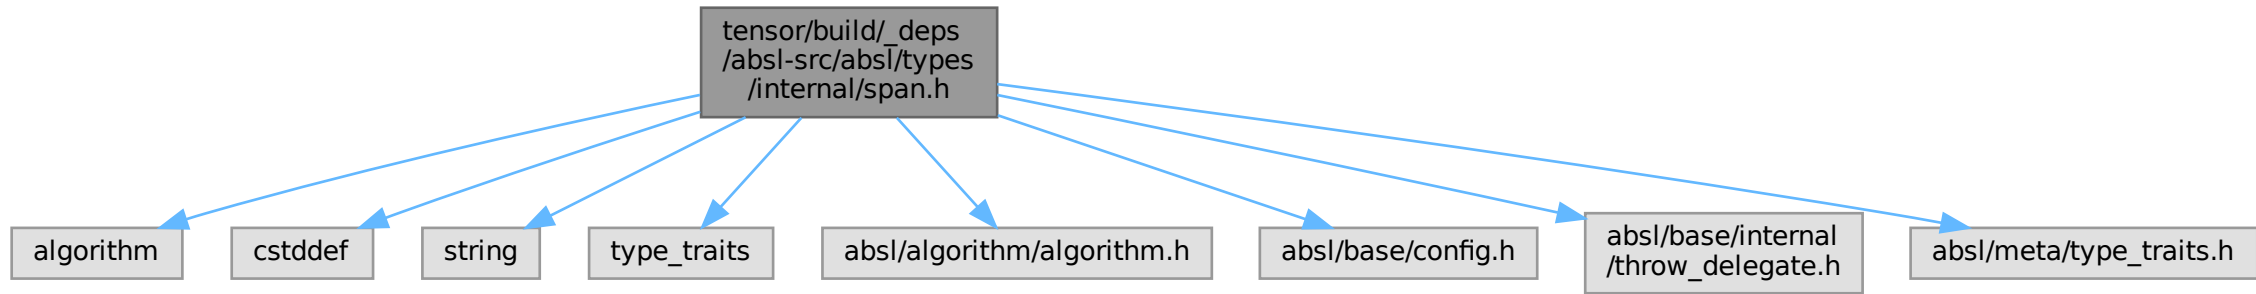 tensor/build/_deps
/absl-src/absl/types
/internal/span.h
algorithm
cstddef
string
type_traits
absl/algorithm/algorithm.h
absl/base/config.h
absl/base/internal
/throw_delegate.h
absl/meta/type_traits.h